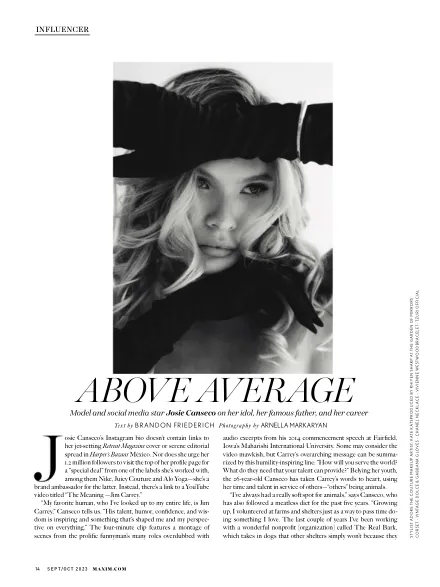 INFLUENCER
ABOVE AVERAGE
Model and social media star Josie Canseco on her idol, her famous father, and her career
Text by BRANDON FRIEDERICH Photography by ARNELLA MARKARYAN
Josie Canseco's Instagram bio doesn't contain links to
her jet-setting Retreat Magazine cover or serene editorial
spread in Harper's Bazaar México. Nor does she urge her
1.2 million followers to visit the top of her profile page for
a "special deal" from one of the labels she's worked with,
among them Nike, Juicy Couture and Alo Yoga—she's a
brand ambassador for the latter. Instead, there's a link to a YouTube
video titled "The Meaning —Jim Carrey."
"My favorite human, who I've looked up to my entire life, is Jim
Carrey," Canseco tells us. "His talent, humor, confidence, and wis-
dom is inspiring and something that's shaped me and my perspec-
tive on everything." The four-minute clip features a montage of
scenes from the prolific funnyman's many roles overdubbed with
audio excerpts from his 2014 commencement speech at Fairfield,
Iowa's Maharishi International University. Some may consider the
video mawkish, but Carrey's overarching message can be summa-
rized by this humility-inspiring line: "How will you serve the world?
What do they need that your talent can provide?" Belying her youth,
the 26-year-old Canseco has taken Carrey's words to heart, using
her time and talent in service of others—"others" being animals.
"I've always had a really soft spot for animals," says Canseco, who
has also followed a meatless diet for the past five years. "Growing
up, I volunteered at farms and shelters just as a way to pass time do-
ing something I love. The last couple of years I've been working
with a wonderful nonprofit [organization] called The Real Bark,
which takes in dogs that other shelters simply won't because they
14 SEPT/OCT 2023 MAXIM.COM